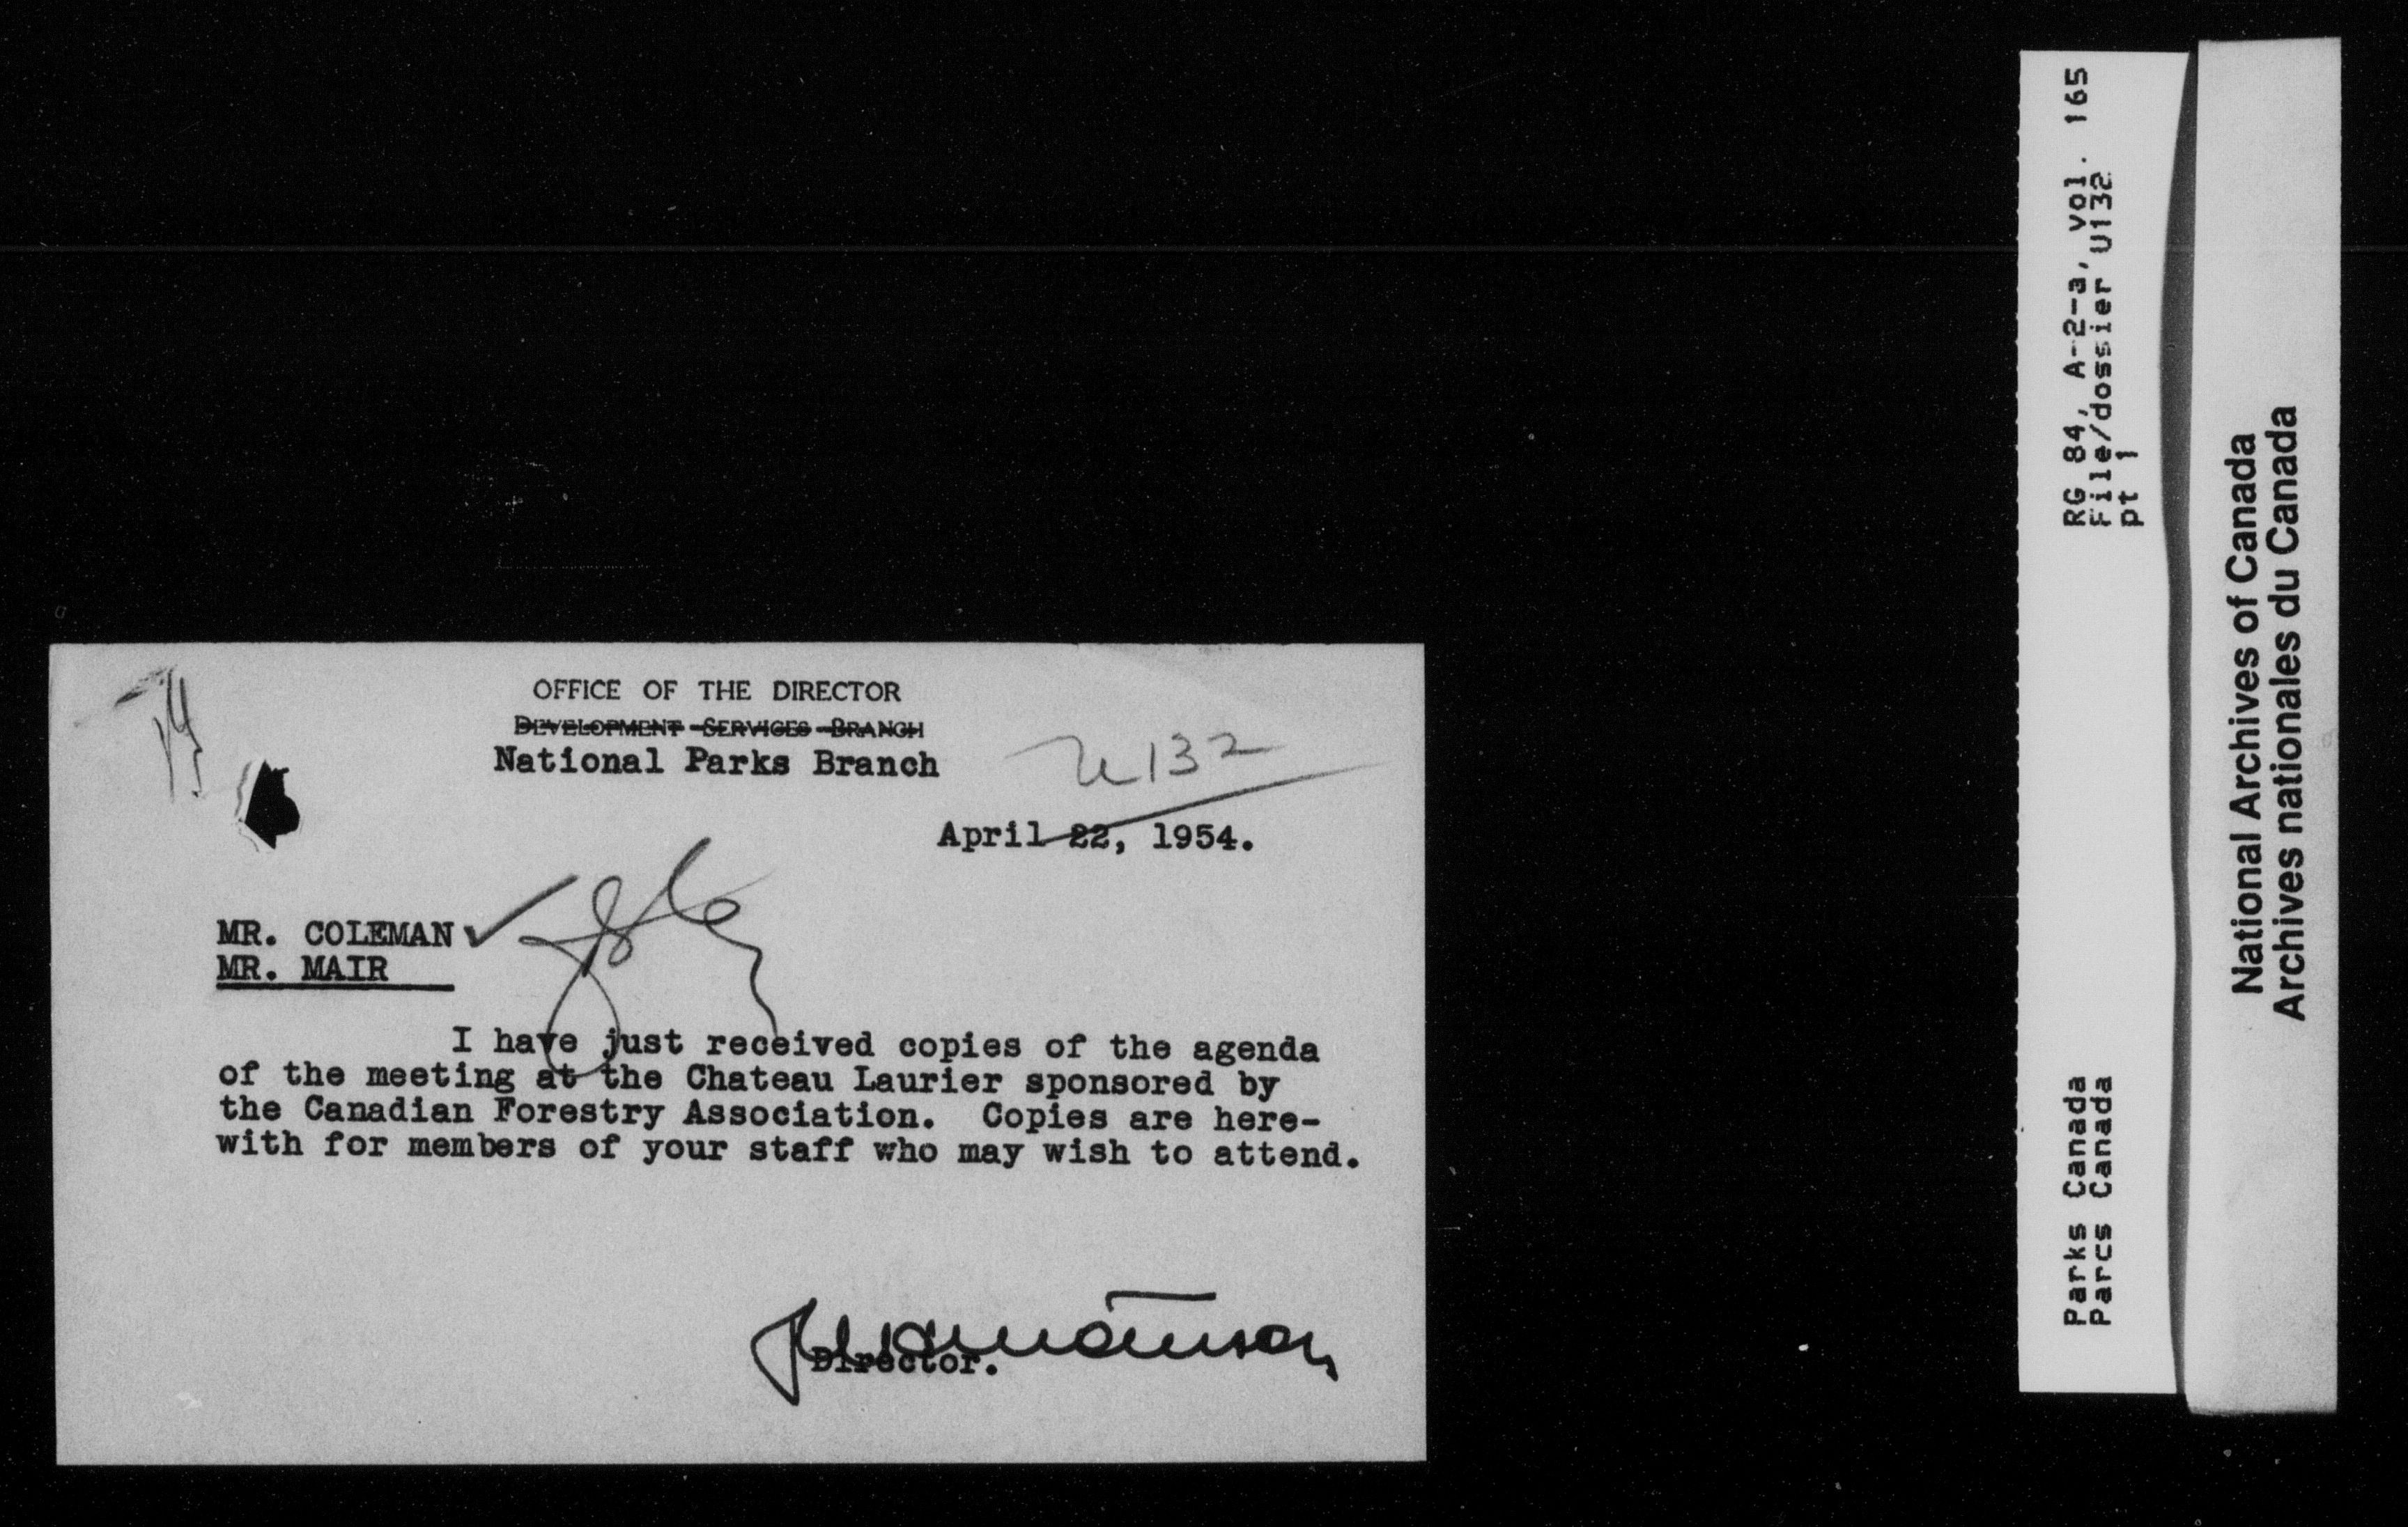 OFFICE OF THE DIRECTOR
DEVELOPMENT SERVICES BRANCH
National Parks Branch
U132
April 22, 1954.
MR. COLEMAN
MR. MAIR
I have just received copies of the agenda
of the meeting at the Chateau Laurier sponsored by
the Canadian Forestry Association. Copies are here-
with for members of your staff who may wish to attend.
Director.
RG 84, A-2-a, vol. 165
File/dossier U132
pt 1
Parks Canada
Parcs Canada
National Archives of Canada
Archives nationales du Canada